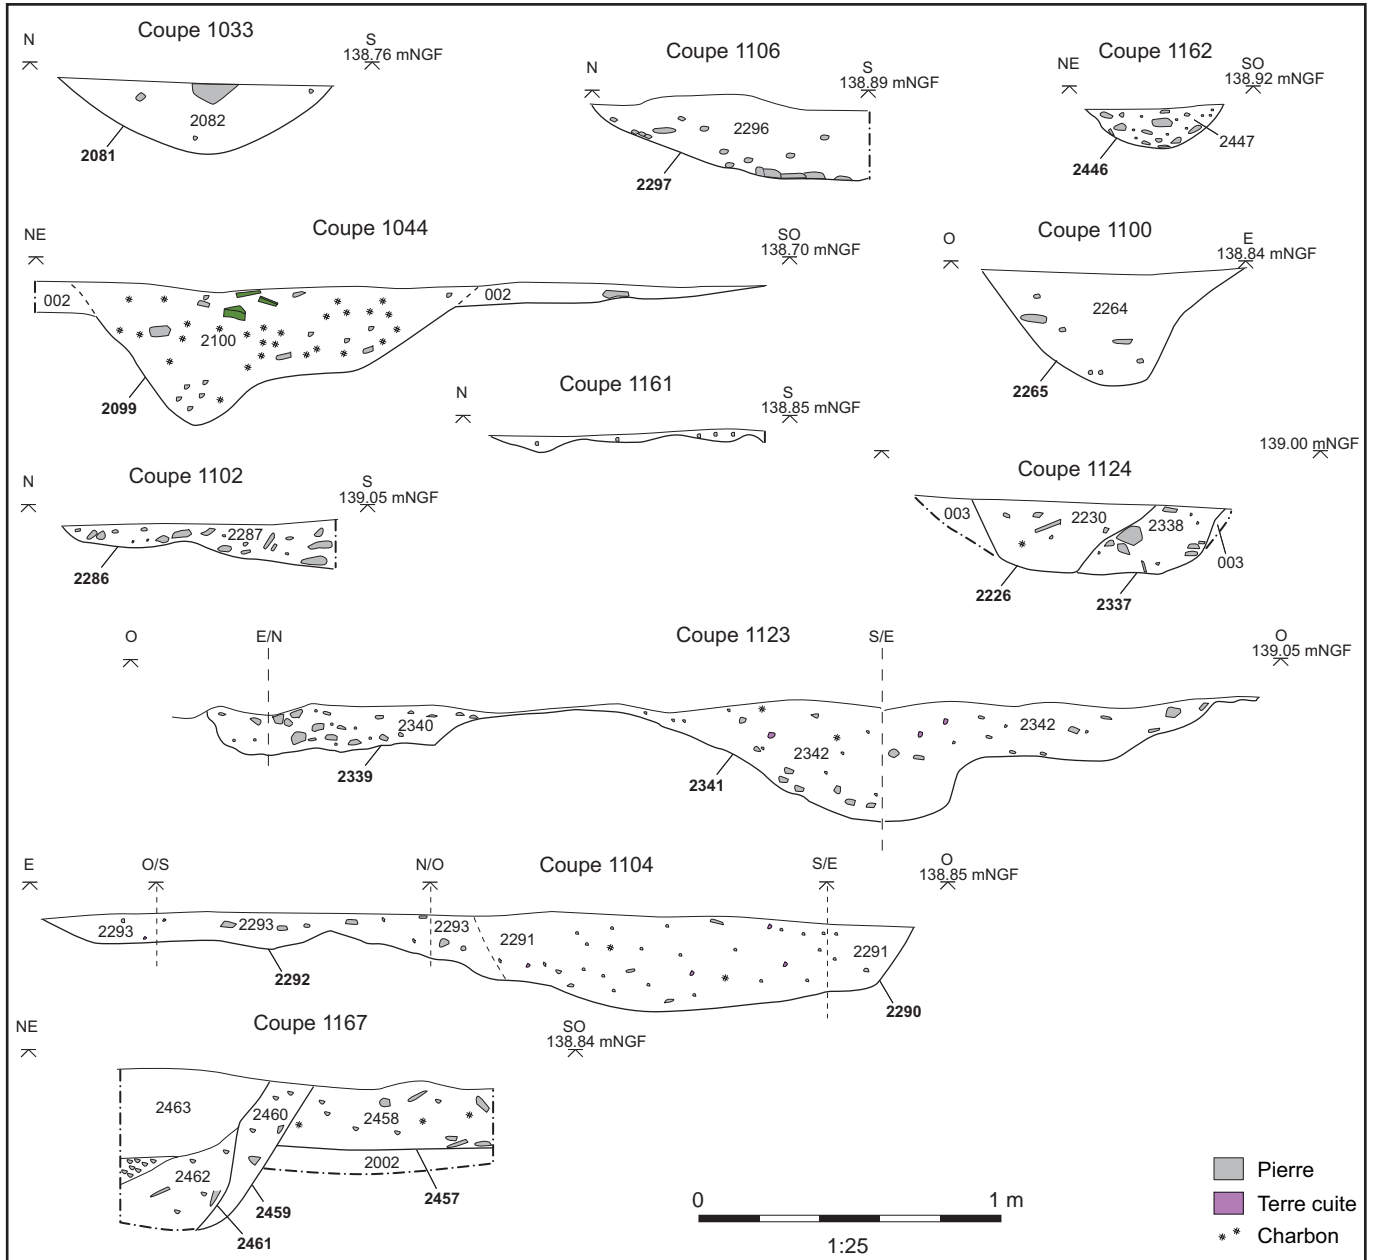 Coupe 1033
N
S
138.76 mNGF
2082
2081
Coupe 1106
N
S
138.89 mNGF
2296
2297
Coupe 1162
NE
SO
138.92 mNGF
2447
2446
Coupe 1044
NE
SO
138.70 mNGF
002
002
2100
2099
Coupe 1100
O
E
138.84 mNGF
2264
2265
Coupe 1161
N
S
138.85 mNGF
Coupe 1102
N
S
139.05 mNGF
2287
2286
139.00 mNGF
Coupe 1124
003
2230
2338
003
2226
2337
Coupe 1123
O
E/N
S/E
O
139.05 mNGF
2340
2342
2342
2339
2341
Coupe 1104
E
O/S
N/O
S/E
O
138.85 mNGF
2293
2293
2293
2291
2291
2292
2290
Coupe 1167
NE
SO
138.84 mNGF
2463
2460
2458
2462
2002
2457
2459
2461
0
1 m
1:25
Pierre
Terre cuite
Charbon